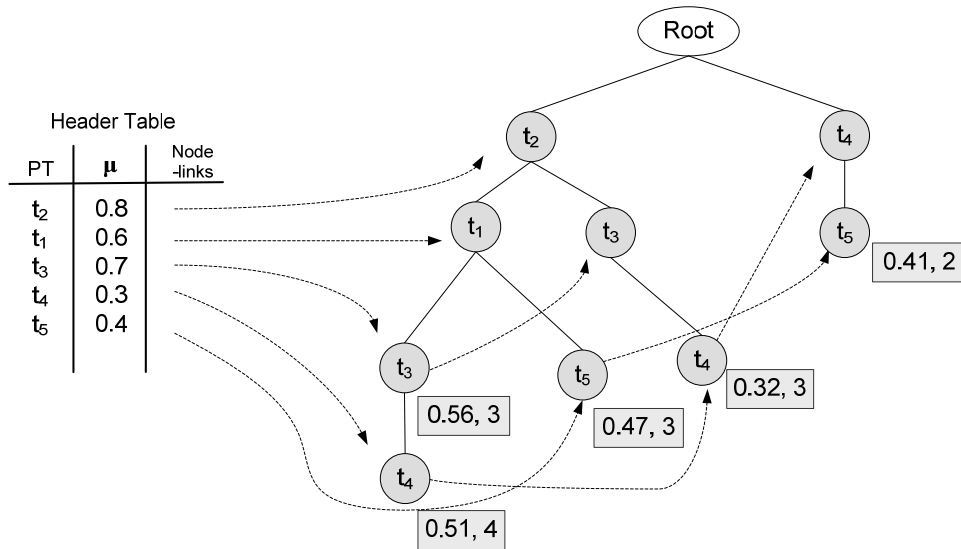 Root
Header Table
PT μ Node
-links
t₂ 0.8
t₁ 0.6
t₃ 0.7
t₄ 0.3
t₅ 0.4
t₂
t₄
t₁
t₃
t₅
0.41, 2
t₃
t₅
t₄
0.56, 3
0.47, 3
0.32, 3
t₄
0.51, 4